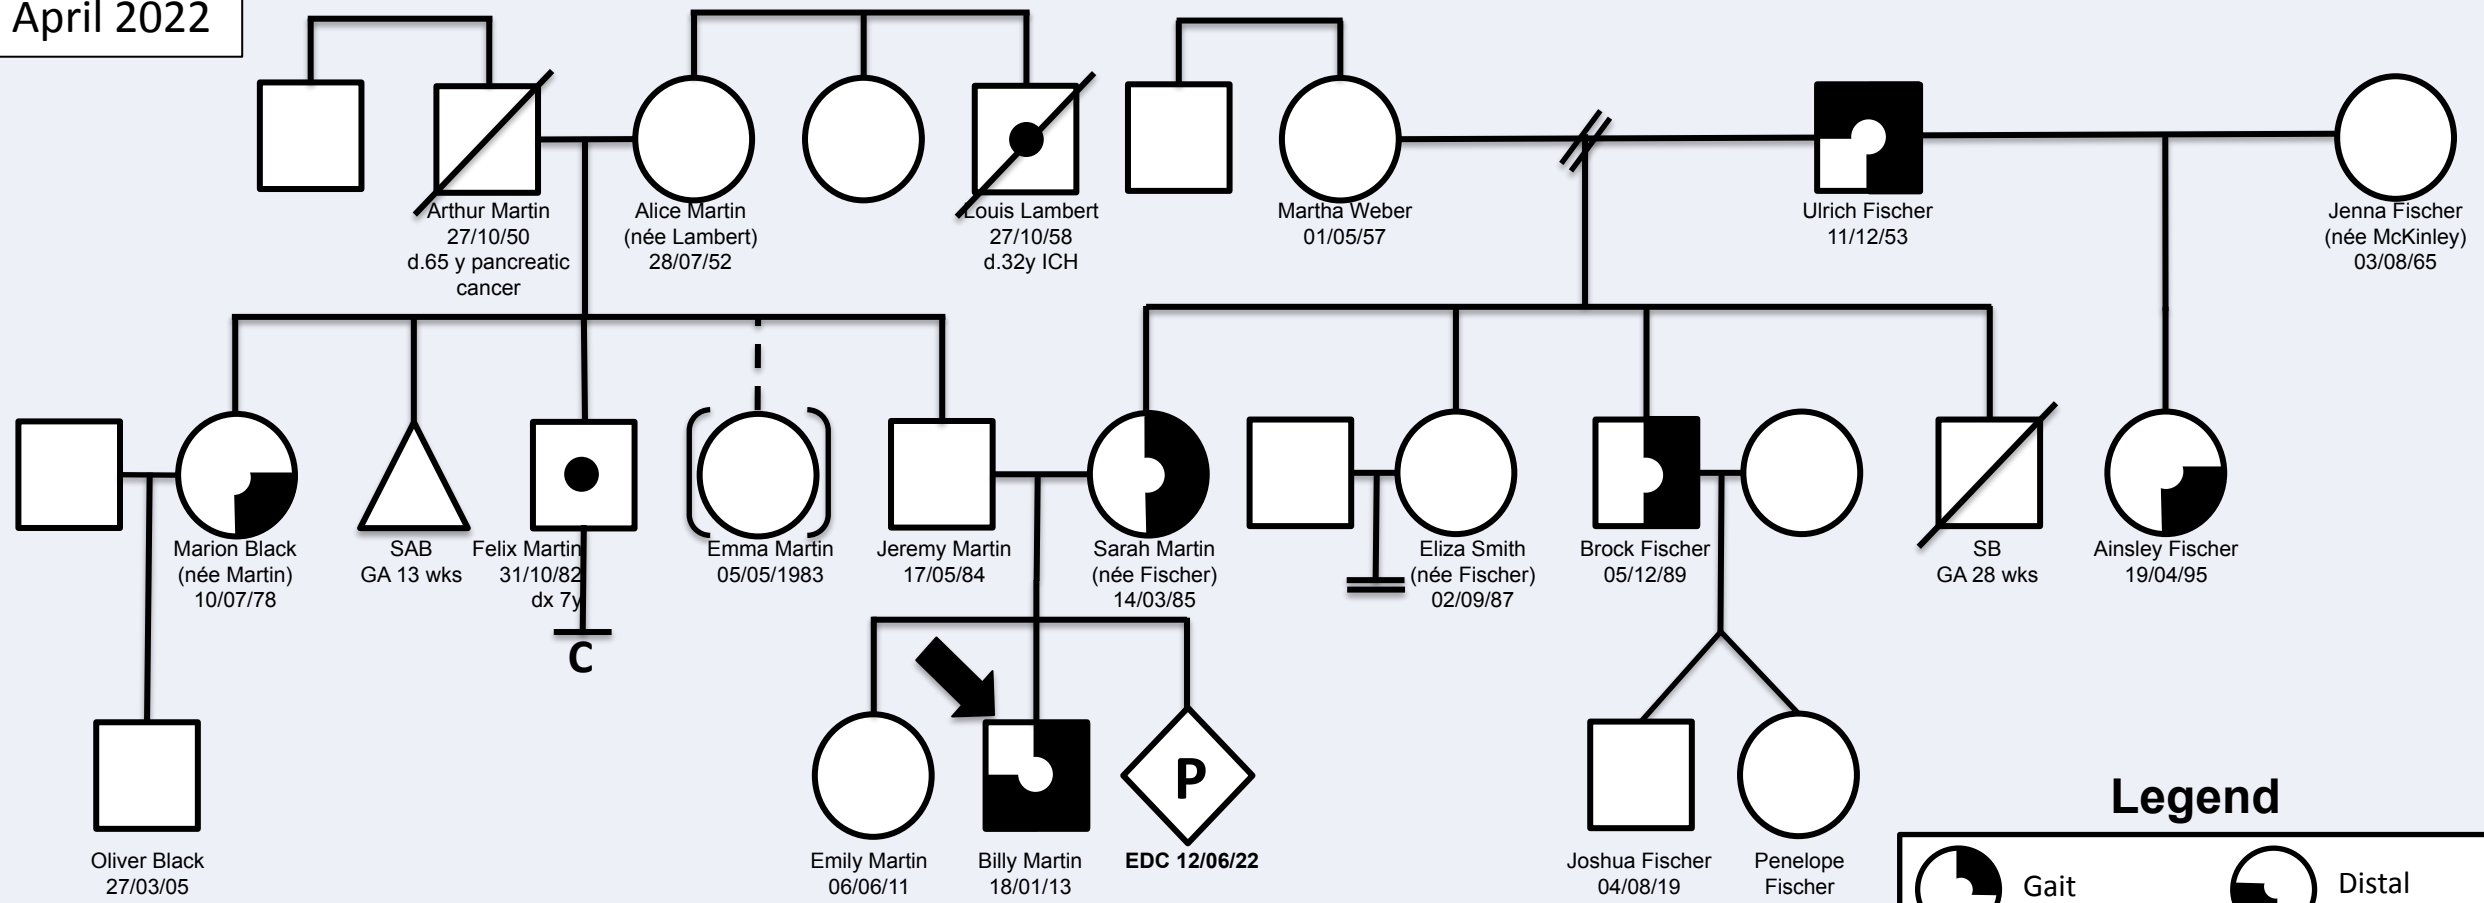 April 2022
Arthur Martin
27/10/50
d.65 y pancreatic
cancer
Alice Martin
(née Lambert)
28/07/52
Louis Lambert
27/10/58
d.32y ICH
Martha Weber
01/05/57
Ulrich Fischer
11/12/53
Jenna Fischer
(née McKinley)
03/08/65
Marion Black
(née Martin)
10/07/78
SAB
GA 13 wks
Felix Martin
31/10/82
dx 7y
C
Emma Martin
05/05/1983
Jeremy Martin
17/05/84
Sarah Martin
(née Fischer)
14/03/85
Eliza Smith
(née Fischer)
02/09/87
Brock Fischer
05/12/89
SB
GA 28 wks
Ainsley Fischer
19/04/95
Oliver Black
27/03/05
Emily Martin
06/06/11
Billy Martin
18/01/13
P
EDC 12/06/22
Joshua Fischer
04/08/19
Penelope
Fischer
Legend
Gait
Distal